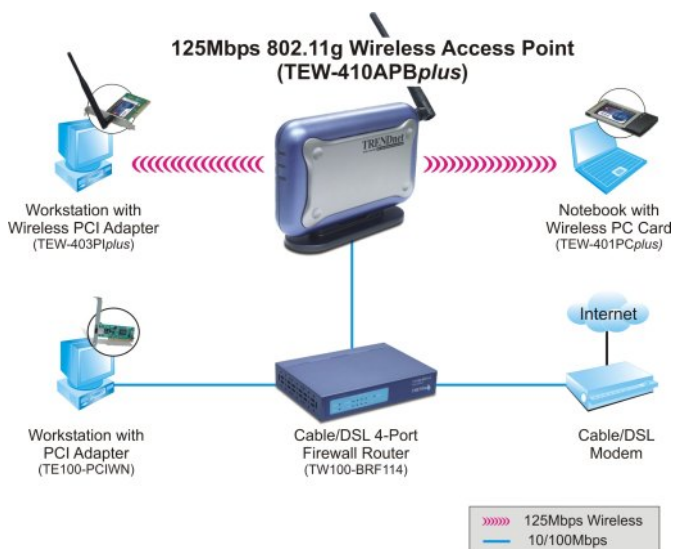 125Mbps 802.11g Wireless Access Point
(TEW-410APBplus)
TRENDnet
Workstation with
Wireless PCI Adapter
(TEW-403PIplus)
Notebook with
Wireless PC Card
(TEW-401PCplus)
Internet
Workstation with
PCI Adapter
(TE100-PCIWN)
Cable/DSL 4-Port
Firewall Router
(TW100-BRF114)
Cable/DSL
Modem
125Mbps Wireless
10/100Mbps